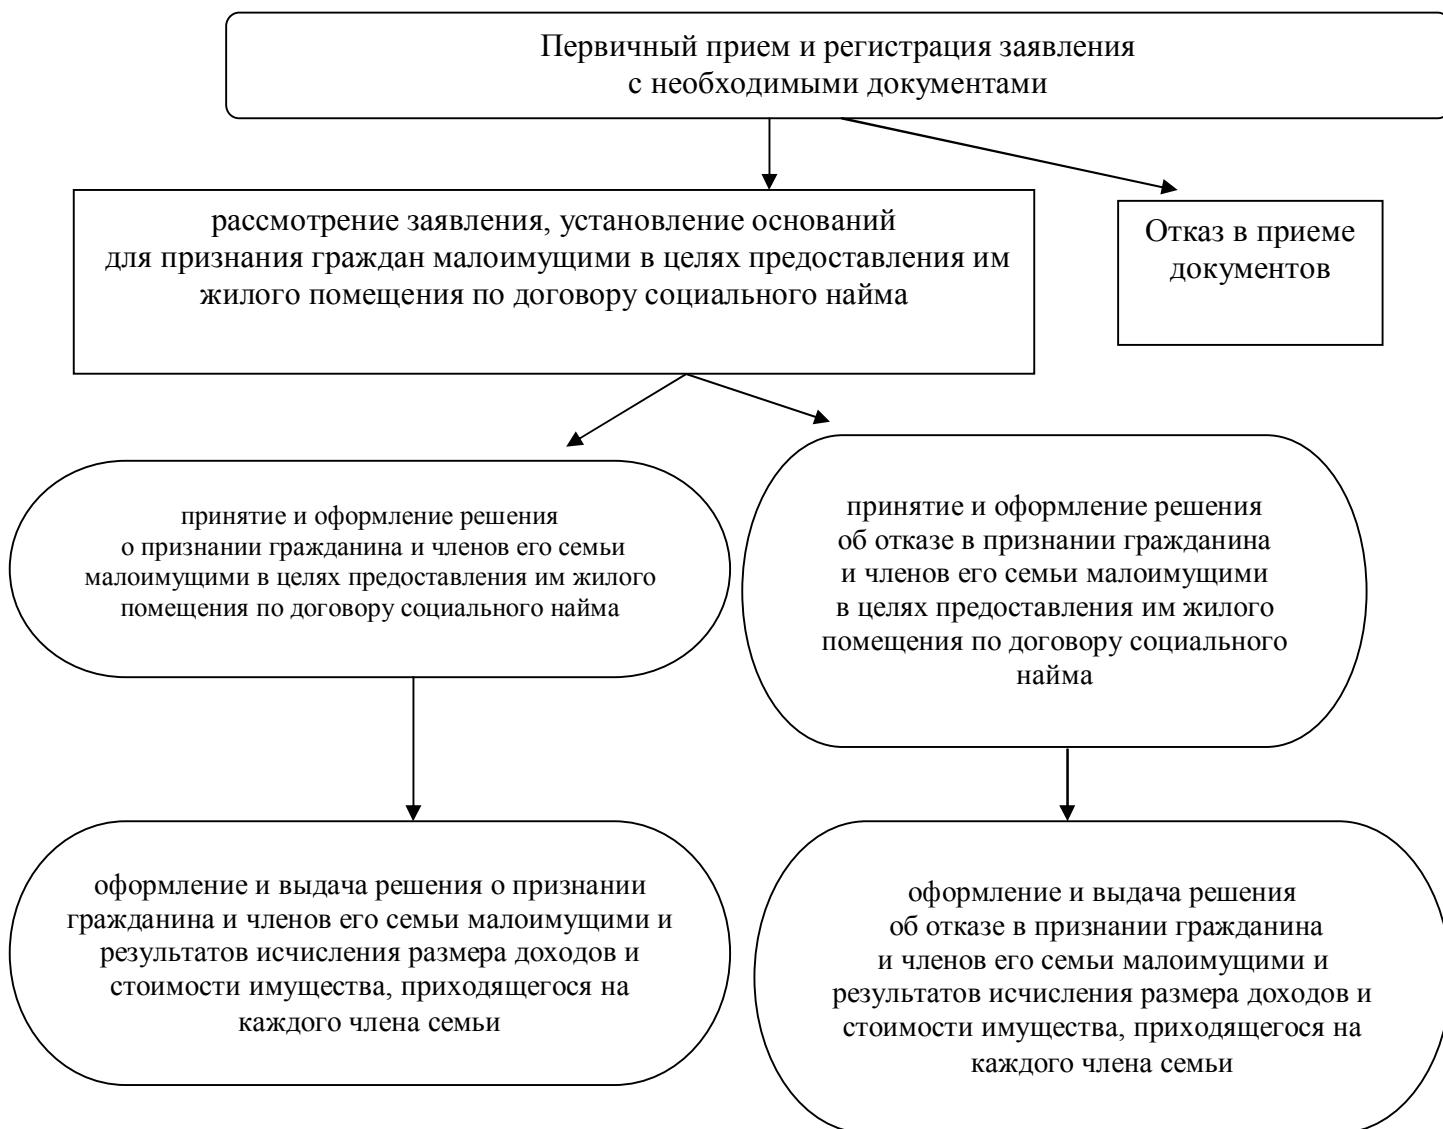 Первичный прием и регистрация заявления
с необходимыми документами
рассмотрение заявления, установление оснований
для признания граждан малоимущими в целях предоставления им
жилого помещения по договору социального найма
Отказ в приеме
документов
принятие и оформление решения
о признании гражданина и членов его семьи
малоимущими в целях предоставления им жилого
помещения по договору социального найма
принятие и оформление решения
об отказе в признании гражданина
и членов его семьи малоимущими
в целях предоставления им жилого
помещения по договору социального
найма
оформление и выдача решения о признании
гражданина и членов его семьи малоимущими и
результатов исчисления размера доходов и
стоимости имущества, приходящегося на
каждого члена семьи
оформление и выдача решения
об отказе в признании гражданина
и членов его семьи малоимущими и
результатов исчисления размера доходов и
стоимости имущества, приходящегося на
каждого члена семьи